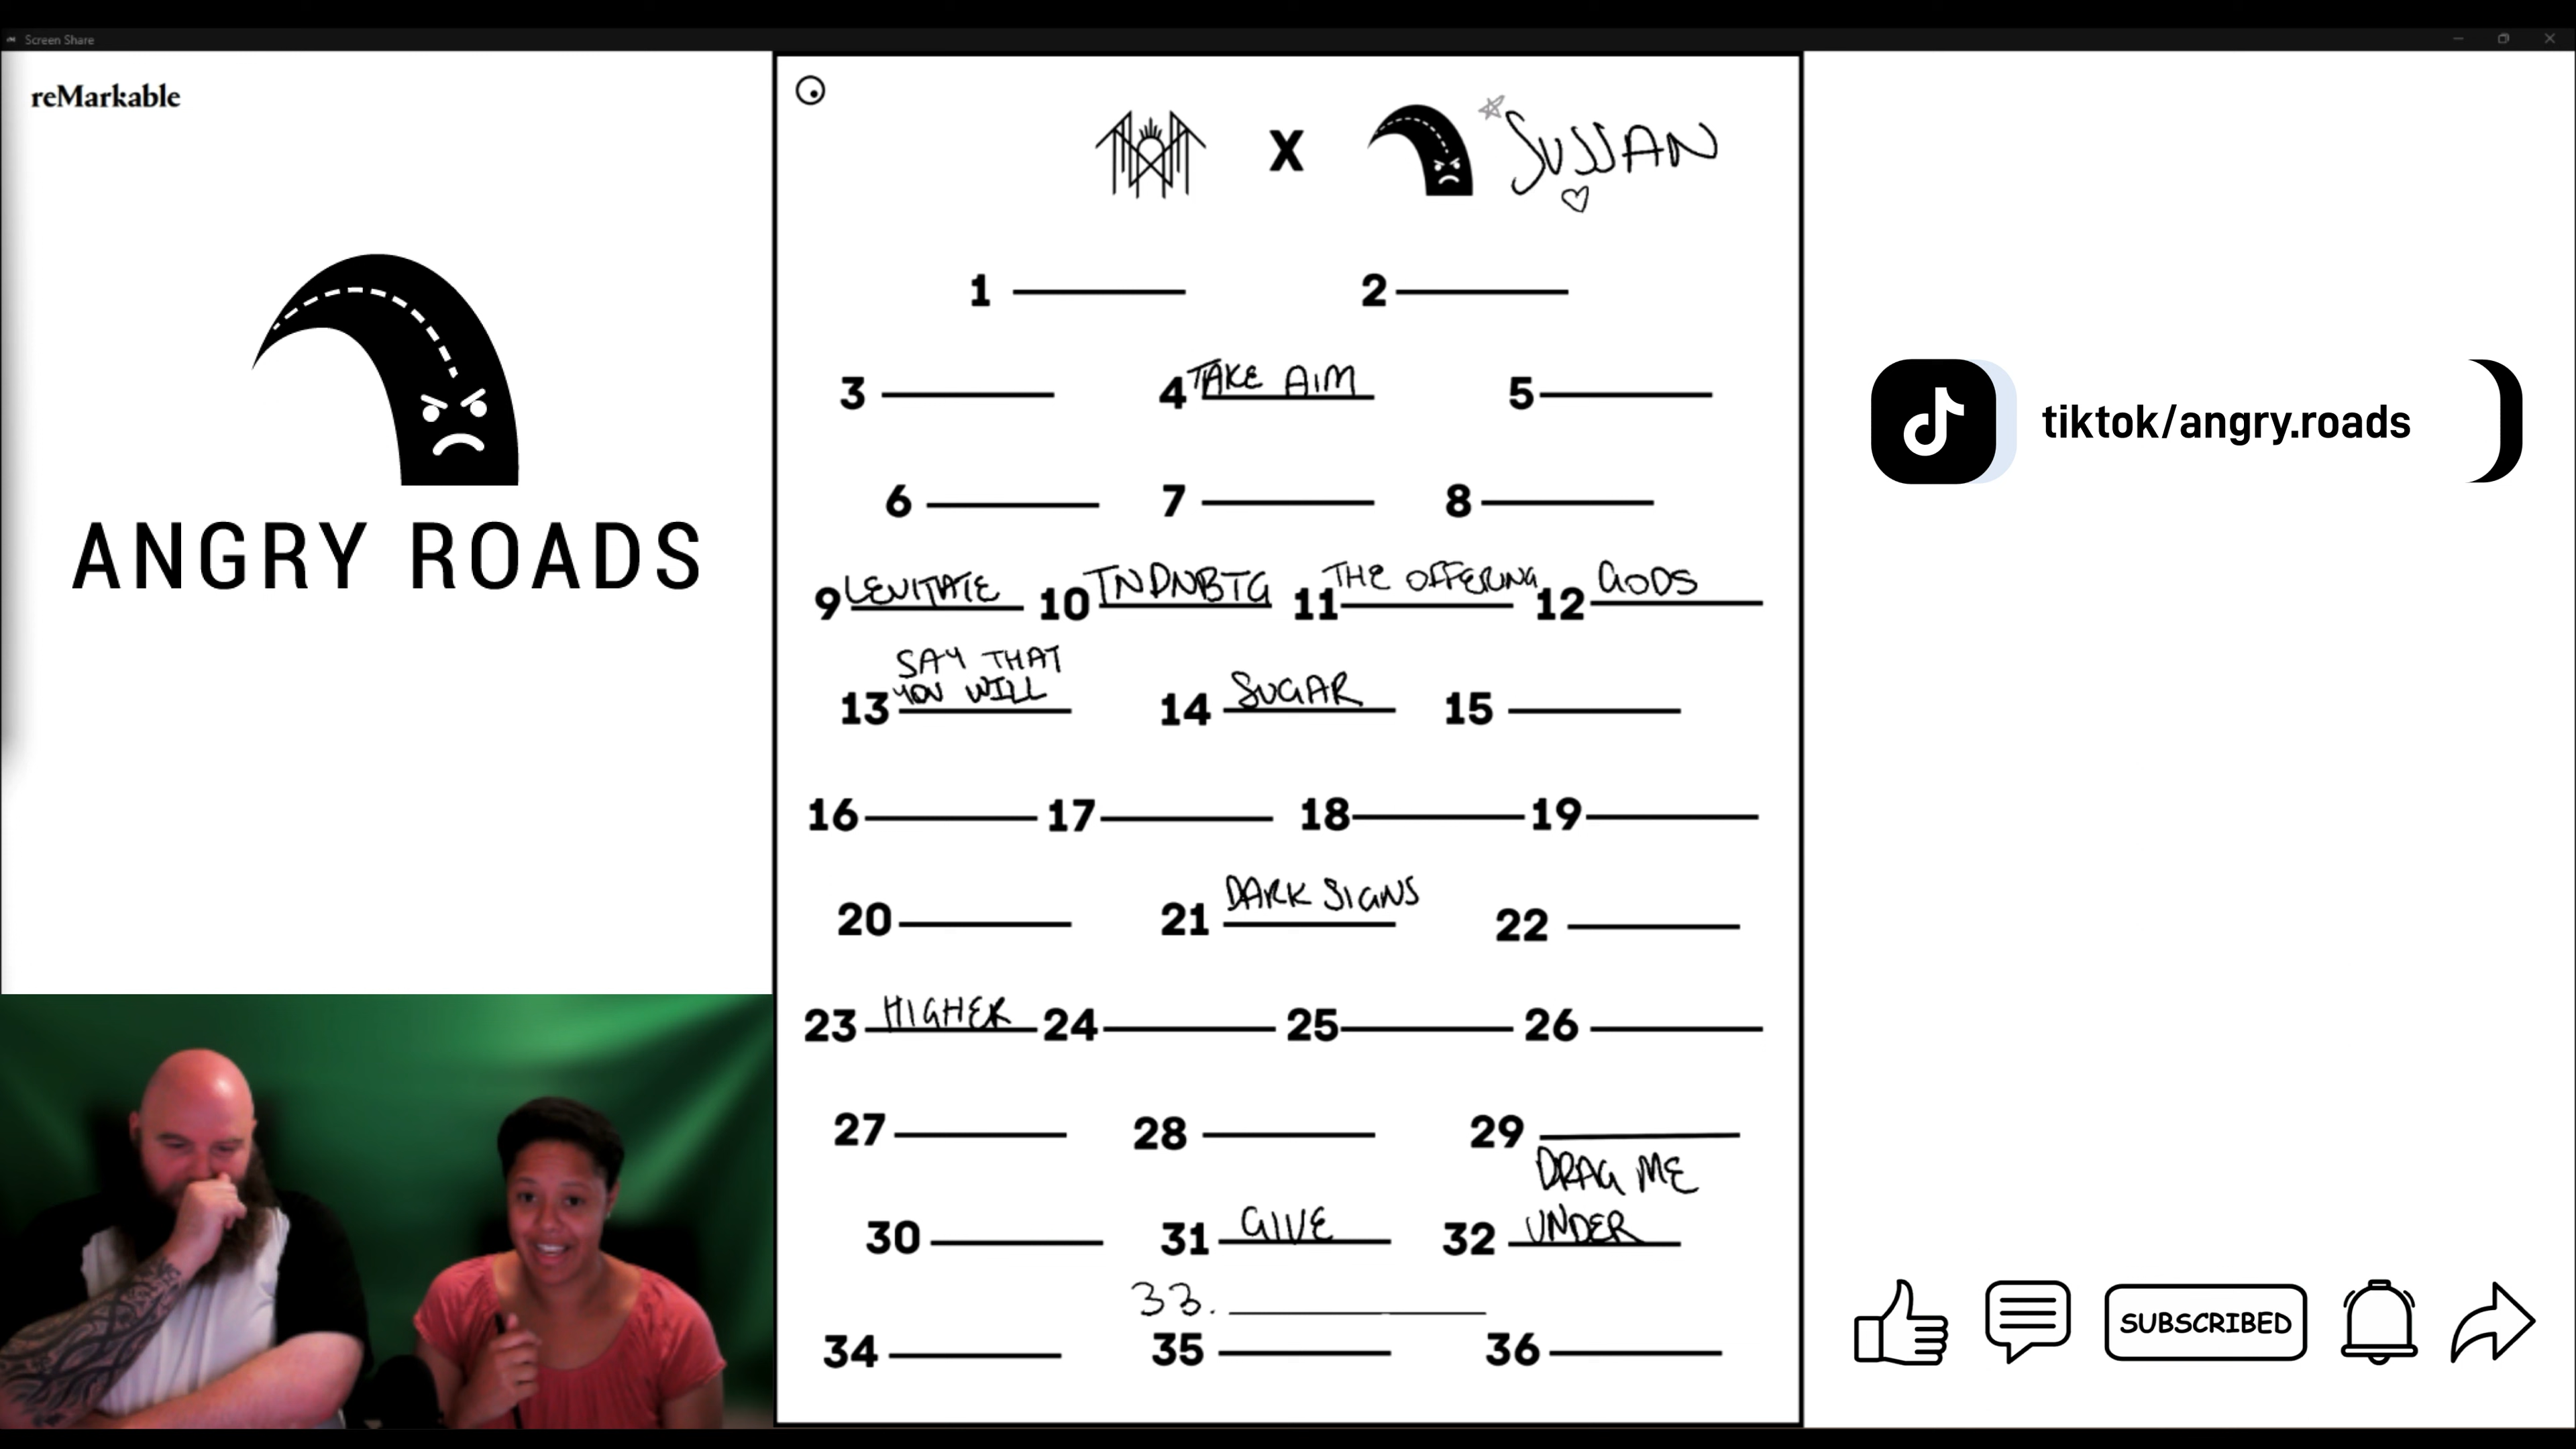 Screen Share
reMarkable
X SUSSAN
ANGRY ROADS
1 2
3 4 TAKE AIM 5
6 7 8
9 LEVITATE 10 TNDNBTG 11 THE OFFERING 12 GODS
SAY THAT
13 YOU WILL 14 SUGAR 15
16 17 18 19
20 21 DARK SIGNS 22
23 HIGHER 24 25 26
27 28 29
DRAG ME
30 31 GIVE 32 UNDER
33.
34 35 36
tiktok/angry.roads
SUBSCRIBED